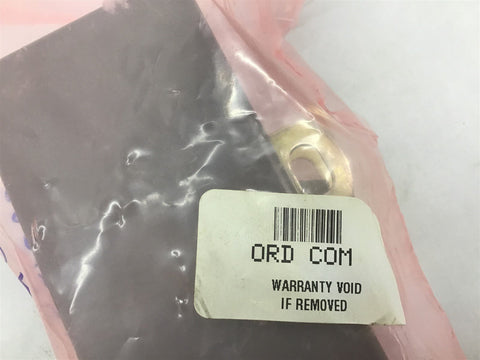 ORD COM
WARRANTY VOID
IF REMOVED